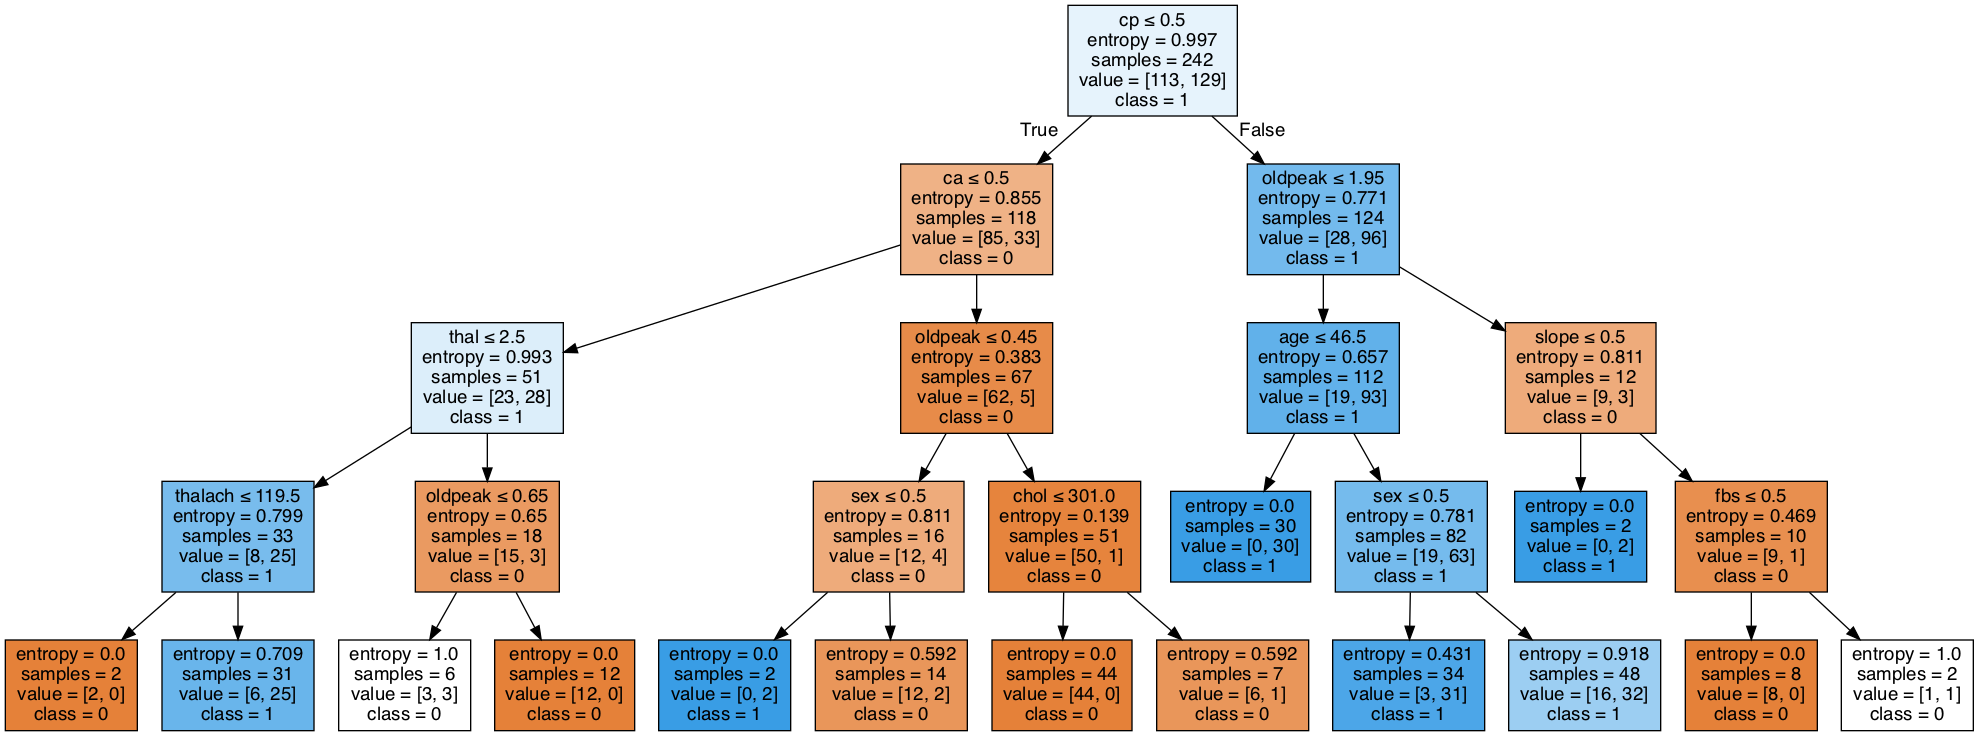 cp ≤ 0.5
entropy = 0.997
samples = 242
value = [113, 129]
class = 1
True
False
ca ≤ 0.5
entropy = 0.855
samples = 118
value = [85, 33]
class = 0
oldpeak ≤ 1.95
entropy = 0.771
samples = 124
value = [28, 96]
class = 1
thal ≤ 2.5
entropy = 0.993
samples = 51
value = [23, 28]
class = 1
oldpeak ≤ 0.45
entropy = 0.383
samples = 67
value = [62, 5]
class = 0
age ≤ 46.5
entropy = 0.657
samples = 112
value = [19, 93]
class = 1
slope ≤ 0.5
entropy = 0.811
samples = 12
value = [9, 3]
class = 0
thalach ≤ 119.5
entropy = 0.799
samples = 33
value = [8, 25]
class = 1
oldpeak ≤ 0.65
entropy = 0.65
samples = 18
value = [15, 3]
class = 0
sex ≤ 0.5
entropy = 0.811
samples = 16
value = [12, 4]
class = 0
chol ≤ 301.0
entropy = 0.139
samples = 51
value = [50, 1]
class = 0
entropy = 0.0
samples = 30
value = [0, 30]
class = 1
sex ≤ 0.5
entropy = 0.781
samples = 82
value = [19, 63]
class = 1
entropy = 0.0
samples = 2
value = [0, 2]
class = 1
fbs ≤ 0.5
entropy = 0.469
samples = 10
value = [9, 1]
class = 0
entropy = 0.0
samples = 2
value = [2, 0]
class = 0
entropy = 0.709
samples = 31
value = [6, 25]
class = 1
entropy = 1.0
samples = 6
value = [3, 3]
class = 0
entropy = 0.0
samples = 12
value = [12, 0]
class = 0
entropy = 0.0
samples = 2
value = [0, 2]
class = 1
entropy = 0.592
samples = 14
value = [12, 2]
class = 0
entropy = 0.0
samples = 44
value = [44, 0]
class = 0
entropy = 0.592
samples = 7
value = [6, 1]
class = 0
entropy = 0.431
samples = 34
value = [3, 31]
class = 1
entropy = 0.918
samples = 48
value = [16, 32]
class = 1
entropy = 0.0
samples = 8
value = [8, 0]
class = 0
entropy = 1.0
samples = 2
value = [1, 1]
class = 0